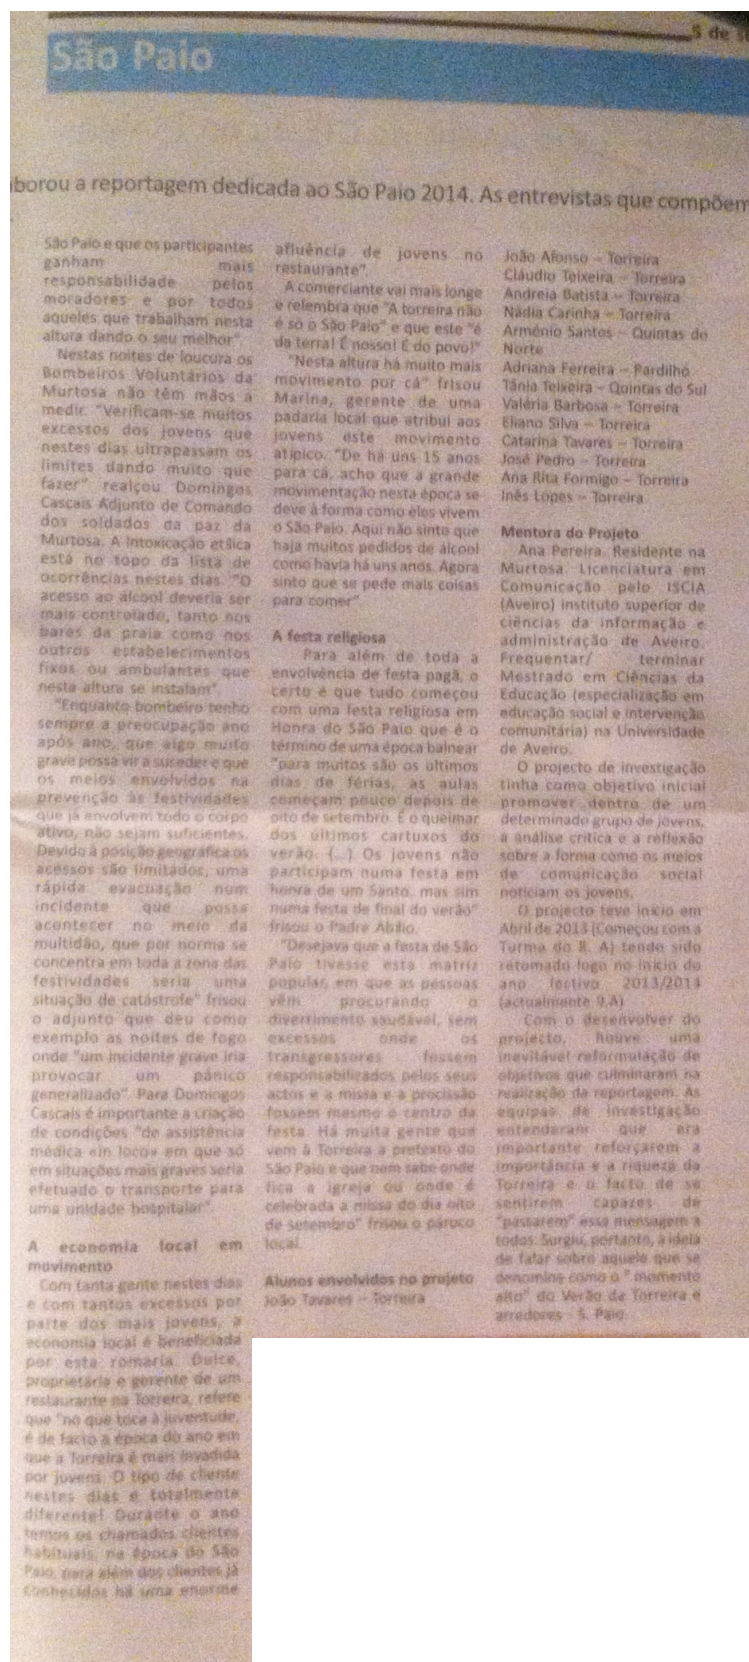 5 de
São Paio
borou a reportagem dedicada ao São Paio 2014. As entrevistas que compõem
São Paio e que os participantes
ganham mais
responsabilidade pelos
moradores e por todos
aqueles que trabalham nesta
altura dando o seu melhor".
Nestas noites de loucura os
Bombeiros Voluntários da
Murtosa não têm mãos a
medir. "Verificam-se muitos
excessos dos jovens que
nestes dias ultrapassam os
limites dando muito que
fazer" realçou Domingos
Cascais Adjunto de Comando
dos soldados da paz da
Murtosa. A intoxicação etílica
está no topo da lista de
ocorrências nestes dias. "O
acesso ao álcool deveria ser
mais controlado, tanto nos
bares da praia como nos
outros estabelecimentos
fixos ou ambulantes que
nesta altura se instalam".
"Enquanto bombeiro tenho
sempre a preocupação ano
após ano, que algo muito
grave possa vir a suceder e que
os meios envolvidos na
prevenção às festividades
que já envolvem todo o corpo
ativo, não sejam suficientes.
Devido à posição geográfica os
acessos são limitados, uma
rápida evacuação num
incidente que possa
acontecer no meio da
multidão, que por norma se
concentra em toda a zona das
festividades seria uma
situação de catástrofe" frisou
o adjunto que deu como
exemplo as noites de fogo
onde "um incidente grave iria
provocar um pânico
generalizado". Para Domingos
Cascais é importante a criação
de condições "de assistência
médica «in loco» em que só
em situações mais graves seria
efetuado o transporte para
uma unidade hospitalar".
A economia local em
movimento
Com tanta gente nestes dias
e com tantos excessos por
parte dos mais jovens, a
economia local é beneficiada
por esta romaria. Dulce,
proprietária e gerente de um
restaurante na Torreira, refere
que "no que toca à juventude,
é de facto a época do ano em
que a Torreira é mais invadida
por jovens. O tipo de cliente
nestes dias é totalmente
diferente! Durante o ano
temos os chamados clientes
habituais, na época do São
Paio, para além dos clientes já
conhecidos há uma enorme
afluência de jovens no
restaurante".
A comerciante vai mais longe
e relembra que "A torreira não
é só o São Paio" e que este "é
da terra! É nosso! É do povo!"
"Nesta altura há muito mais
movimento por cá" frisou
Marina, gerente de uma
padaria local que atribui aos
jovens este movimento
atípico. "De há uns 15 anos
para cá, acho que a grande
movimentação nesta época se
deve à forma como eles vivem
o São Paio. Aqui não sinto que
haja muitos pedidos de álcool
como havia há uns anos. Agora
sinto que se pede mais coisas
para comer"
A festa religiosa
Para além de toda a
envolvência de festa pagã, o
certo é que tudo começou
com uma festa religiosa em
Honra do São Paio que é o
término de uma época balnear
"para muitos são os últimos
dias de férias, as aulas
começam pouco depois de
oito de setembro. É o queimar
dos últimos cartuxos do
verão. (...) Os jovens não
participam numa festa em
honra de um Santo, mas sim
numa festa de final do verão"
frisou o Padre Abílio.
"Desejava que a festa de São
Paio tivesse esta matriz
popular, em que as pessoas
vêm procurando o
divertimento saudável, sem
excessos onde os
transgressores fossem
responsabilizados pelos seus
actos e a missa e a procissão
fossem mesmo o centro da
festa. Há muita gente que
vem à Torreira a pretexto do
São Paio e que nem sabe onde
fica a igreja ou onde é
celebrada a missa do dia oito
de setembro" frisou o pároco
local.
Alunos envolvidos no projeto
João Tavares – Torreira
João Afonso – Torreira
Cláudio Teixeira – Torreira
Andreia Batista – Torreira
Nádia Carinha – Torreira
Arménio Santos – Quintas do
Norte
Adriana Ferreira – Pardilhó
Tânia Teixeira – Quintas do Sul
Valéria Barbosa – Torreira
Eliano Silva – Torreira
Catarina Tavares – Torreira
José Pedro – Torreira
Ana Rita Formigo – Torreira
Inês Lopes – Torreira
Mentora do Projeto
Ana Pereira. Residente na
Murtosa. Licenciatura em
Comunicação pelo ISCIA
(Aveiro) instituto superior de
ciências da informação e
administração de Aveiro.
Frequentar/ terminar
Mestrado em Ciências da
Educação (especialização em
educação social e intervenção
comunitária) na Universidade
de Aveiro.
O projecto de investigação
tinha como objetivo inicial
promover dentro de um
determinado grupo de jovens,
a análise crítica e a reflexão
sobre a forma como os meios
de comunicação social
noticiam os jovens.
O projecto teve início em
Abril de 2013 (Começou com a
Turma do 8. A) tendo sido
retomado logo no início do
ano lectivo 2013/2014
(actualmente 9.A)
Com o desenvolver do
projecto, houve uma
inevitável reformulação de
objetivos que culminaram na
realização da reportagem. As
equipas de investigação
entenderam que era
importante reforçarem a
importância e a riqueza da
Torreira e o facto de se
sentirem capazes de
"passarem" essa mensagem a
todos. Surgiu, portanto, a ideia
de falar sobre aquele que se
denomina como o " momento
alto" do Verão da Torreira e
arredores - S. Paio.